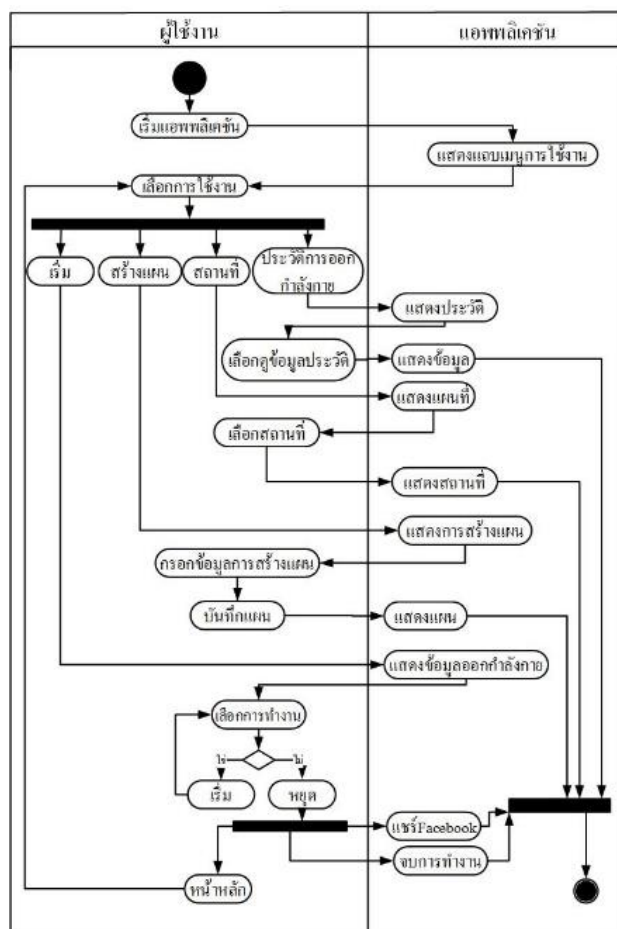 ผู้ใช้งาน
แอพพลิเคชัน
เริ่มแอพพลิเคชัน
แสดงแถบเมนูการใช้งาน
เลือกการใช้งาน
เริ่ม
สร้างแผน
สถานที่
ประวัติการออก
กำลังกาย
แสดงประวัติ
เลือกดูข้อมูลประวัติ
แสดงข้อมูล
แสดงแผนที่
เลือกสถานที่
แสดงสถานที่
แสดงการสร้างแผน
กรอกข้อมูลการสร้างแผน
บันทึกแผน
แสดงแผน
แสดงข้อมูลออกกำลังกาย
เลือกการทำงาน
ใช่
ไม่
เริ่ม
หยุด
แชร์Facebook
จบการทำงาน
หน้าหลัก